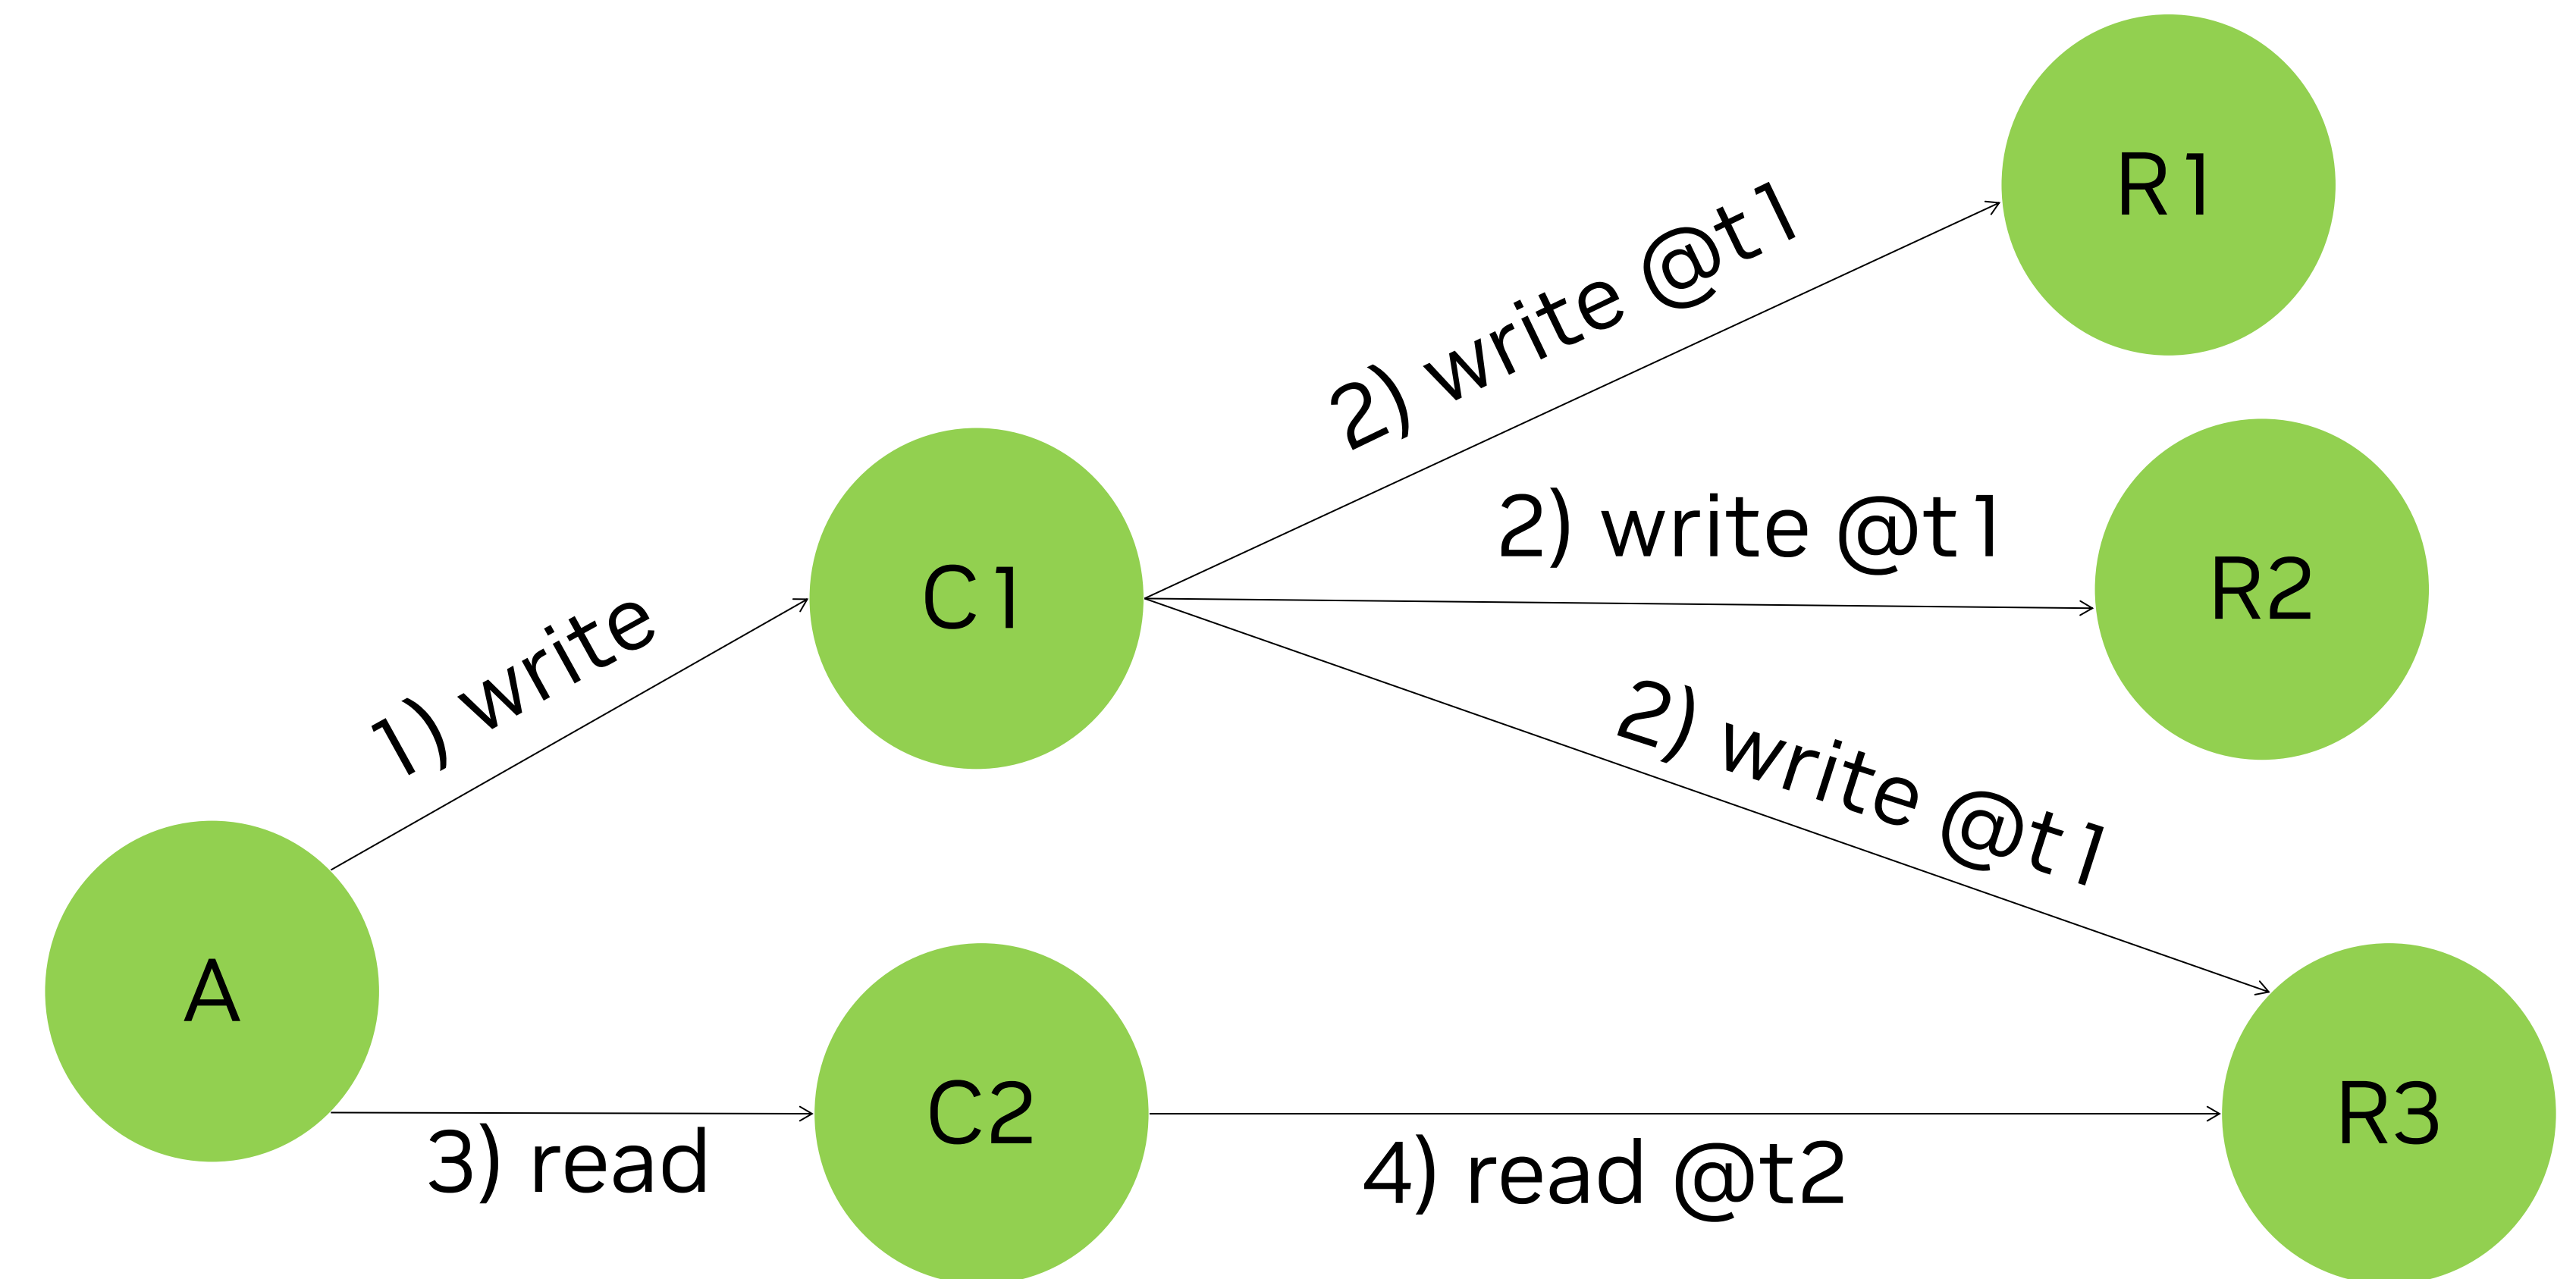 R1
2) write @t1
R2
2) write @t1
C1
1) write
2) write @t1
A
C2
R3
3) read
4) read @t2